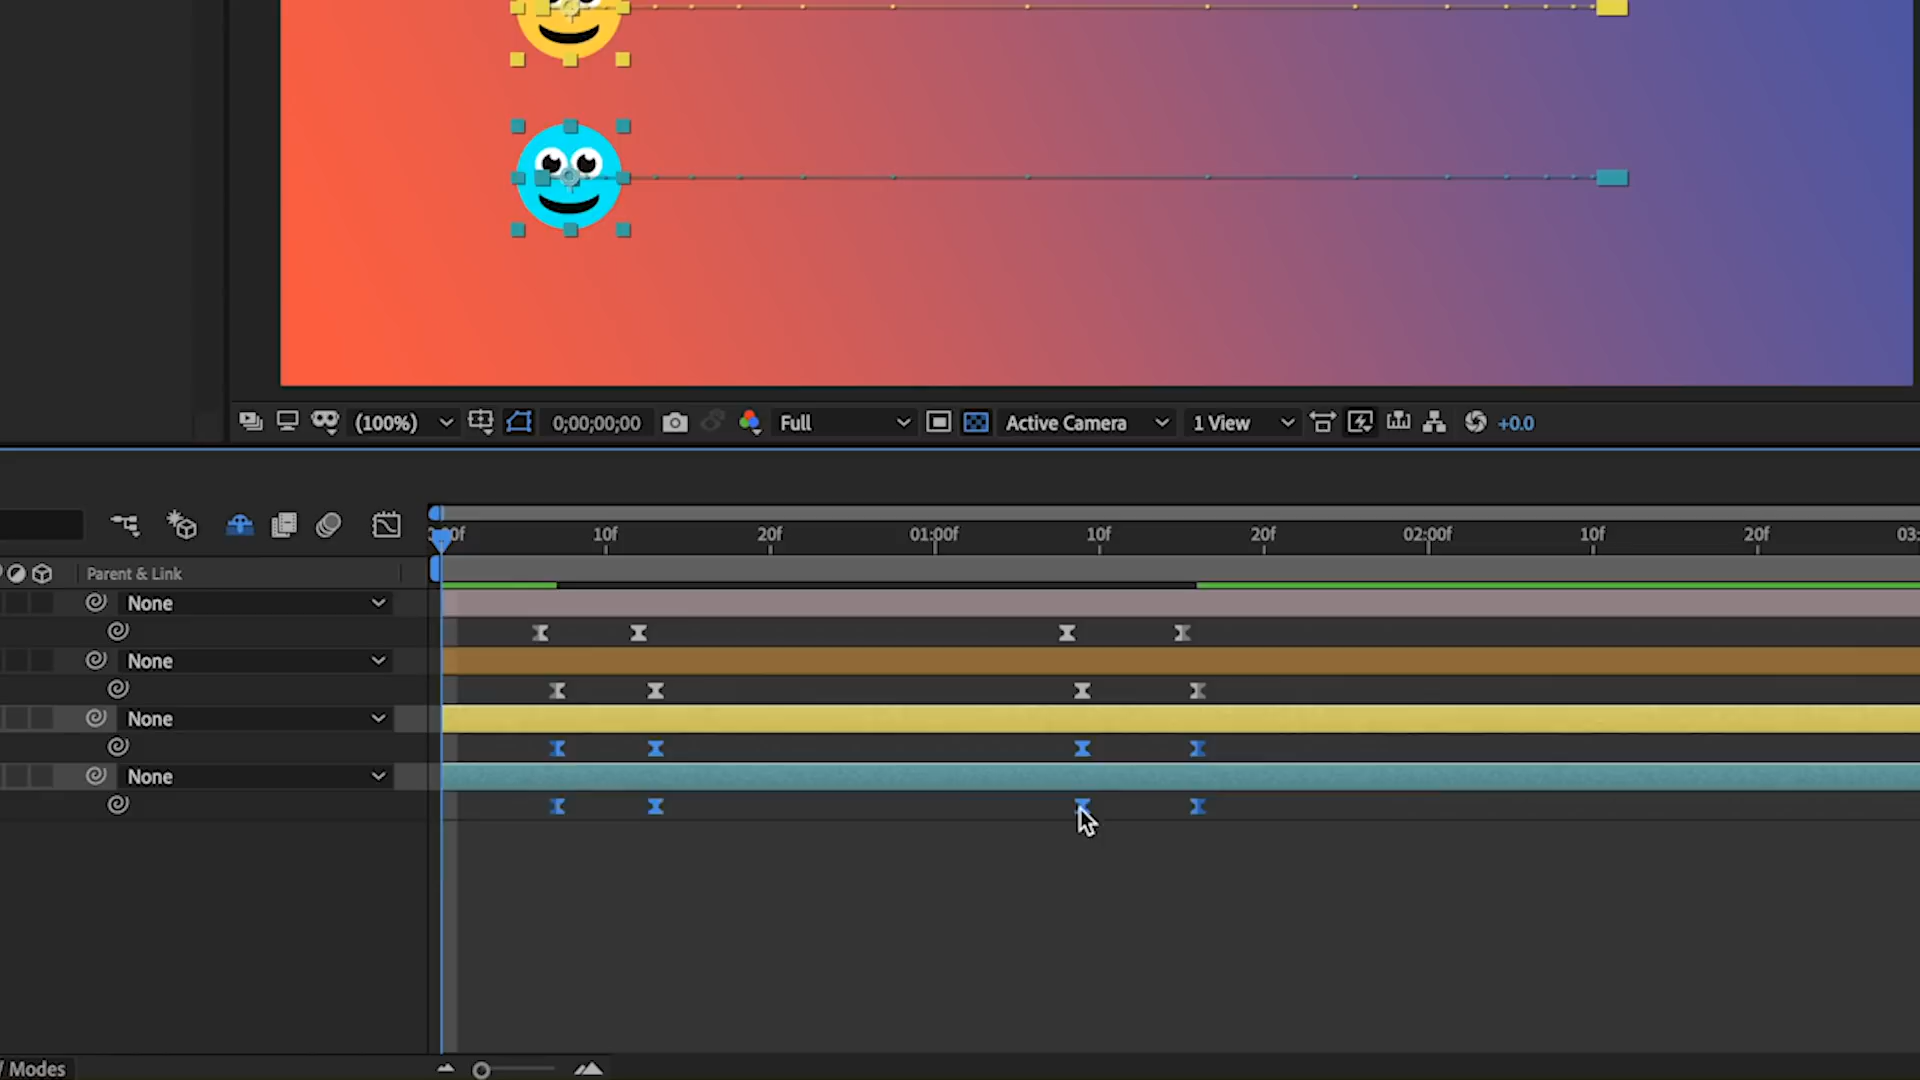 (100%) 0;00;00;00 Full Active Camera 1 View +0.0
00f 10f 20f 01:00f 10f 20f 02:00f 10f 20f 03:
Parent & Link
None
None
None
None
/ Modes